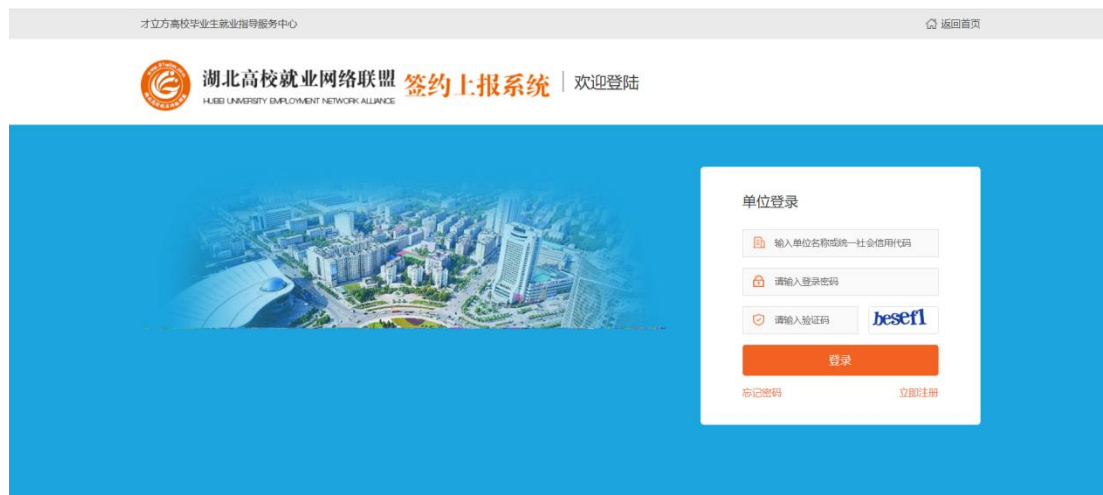 才立方高校毕业生就业指导服务中心
返回首页
湖北高校就业网络联盟
HUBEI UNIVERSITY EMPLOYMENT NETWORK ALLIANCE
签约上报系统
欢迎登陆
单位登录
输入单位名称或统一社会信用代码
请输入登录密码
请输入验证码
besef1
登录
忘记密码
立即注册